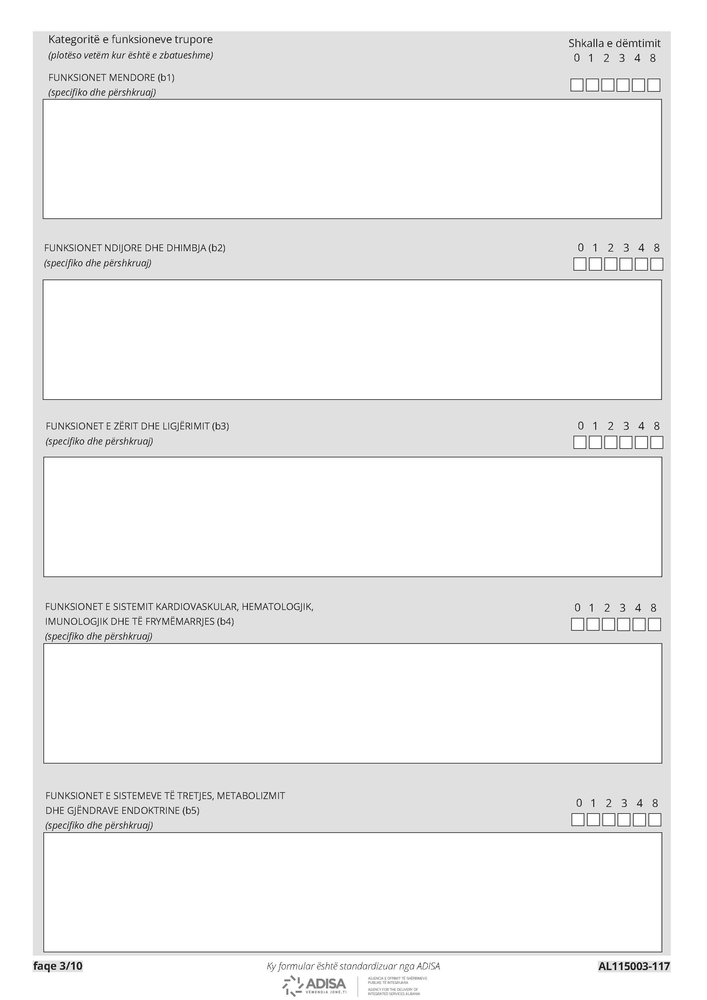 Kategoritë e funksioneve trupore
(plotëso vetëm kur është e zbatueshme)
Shkalla e dëmtimit
0 1 2 3 4 8
FUNKSIONET MENDORE (b1)
(specifiko dhe përshkruaj)
FUNKSIONET NDIJORE DHE DHIMBJA (b2)
(specifiko dhe përshkruaj)
0 1 2 3 4 8
FUNKSIONET E ZËRIT DHE LIGJËRIMIT (b3)
(specifiko dhe përshkruaj)
0 1 2 3 4 8
FUNKSIONET E SISTEMIT KARDIOVASKULAR, HEMATOLOGJIK,
IMUNOLOGJIK DHE TË FRYMËMARRJES (b4)
(specifiko dhe përshkruaj)
0 1 2 3 4 8
FUNKSIONET E SISTEMEVE TË TRETJES, METABOLIZMIT
DHE GJËNDRAVE ENDOKTRINE (b5)
(specifiko dhe përshkruaj)
0 1 2 3 4 8
faqe 3/10
Ky formular është standardizuar nga ADISA
AL115003-117
ADISA
VËMENDJA JONË,TI
AGJENCIA E OFRIMIT TË SHËRBIMEVE
PUBLIKE TË INTEGRUARA
AGENCY FOR THE DELIVERY OF
INTEGRATED SERVICES ALBANIA